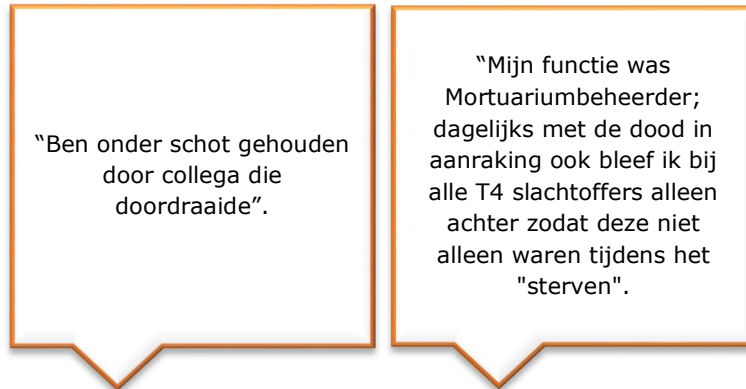 “Ben onder schot gehouden
door collega die
doordraaide”.
“Mijn functie was
Mortuariumbeheerder;
dagelijks met de dood in
aanraking ook bleef ik bij
alle T4 slachtoffers alleen
achter zodat deze niet
alleen waren tijdens het
"sterven".